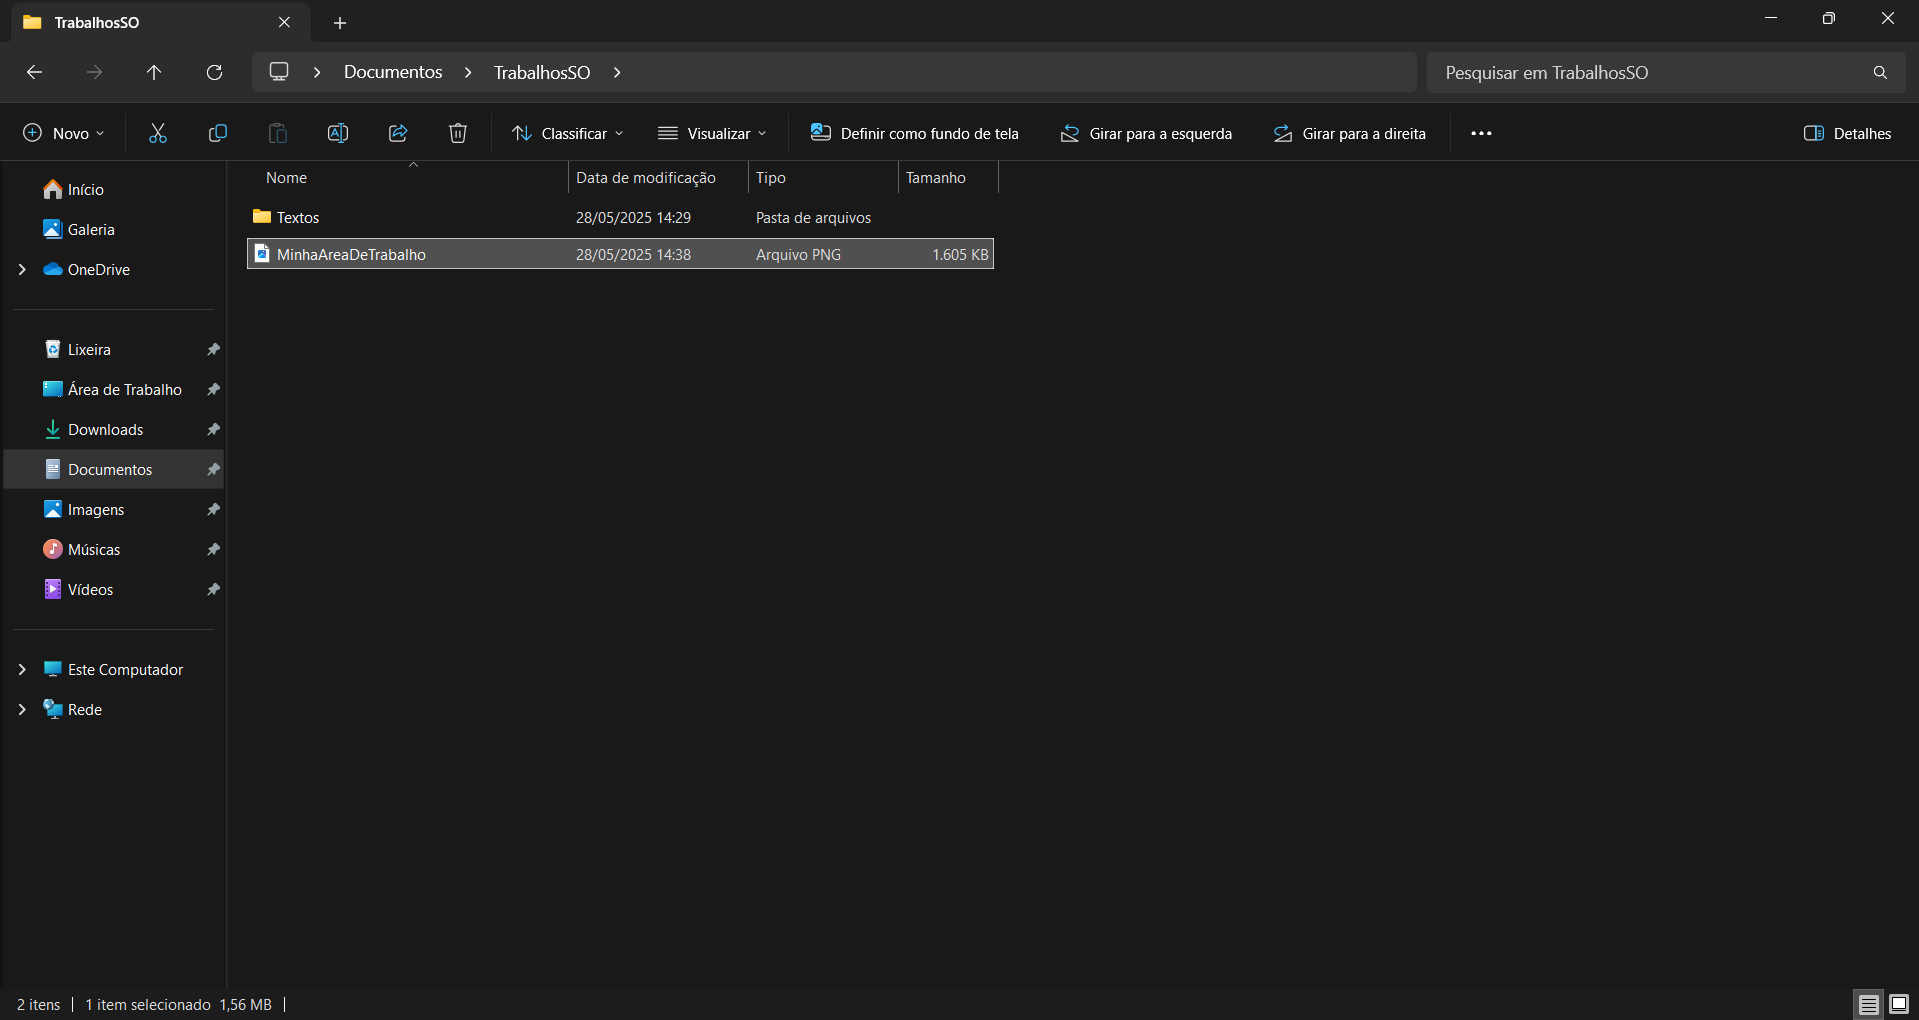 TrabalhosSO
Documentos TrabalhosSO
Pesquisar em TrabalhosSO
Novo Classificar Visualizar Definir como fundo de tela Girar para a esquerda Girar para a direita Detalhes
Nome Data de modificação Tipo Tamanho
Textos 28/05/2025 14:29 Pasta de arquivos
MinhaAreaDeTrabalho 28/05/2025 14:38 Arquivo PNG 1.605 KB
Início
Galeria
OneDrive
Lixeira
Área de Trabalho
Downloads
Documentos
Imagens
Músicas
Vídeos
Este Computador
Rede
2 itens 1 item selecionado 1,56 MB